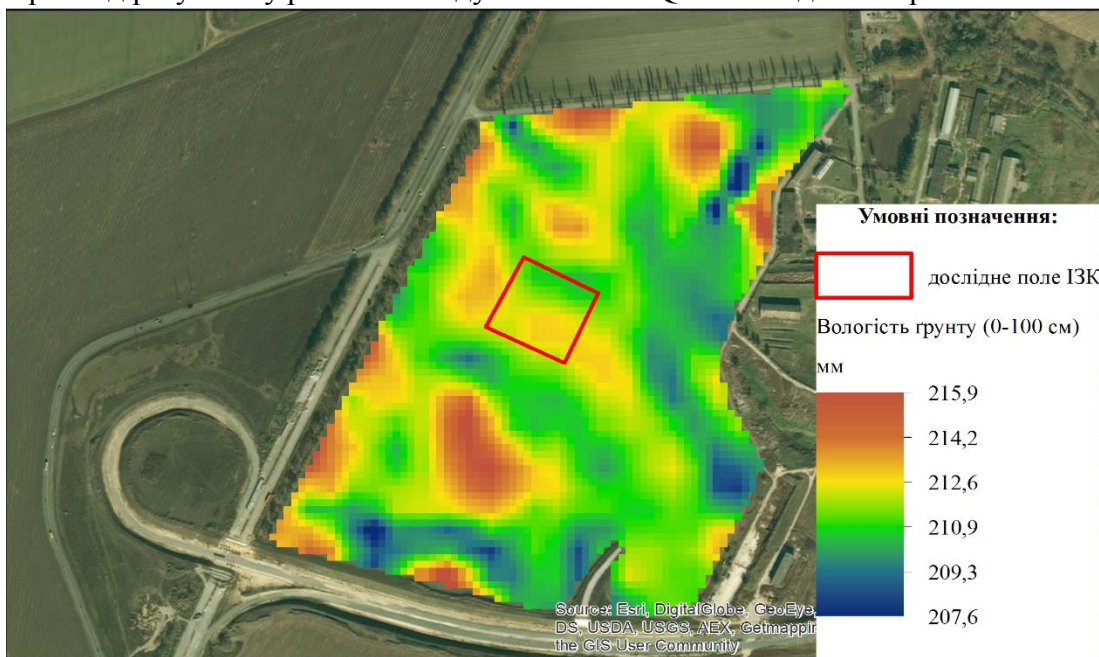 Умовні позначення:
дослідне поле ІЗК
Вологість ґрунту (0-100 см)
мм
215,9
214,2
212,6
210,9
209,3
207,6
Source: Esri, DigitalGlobe, GeoEye,
DS, USDA, USGS, AEX, Getmappin
the GIS User Community